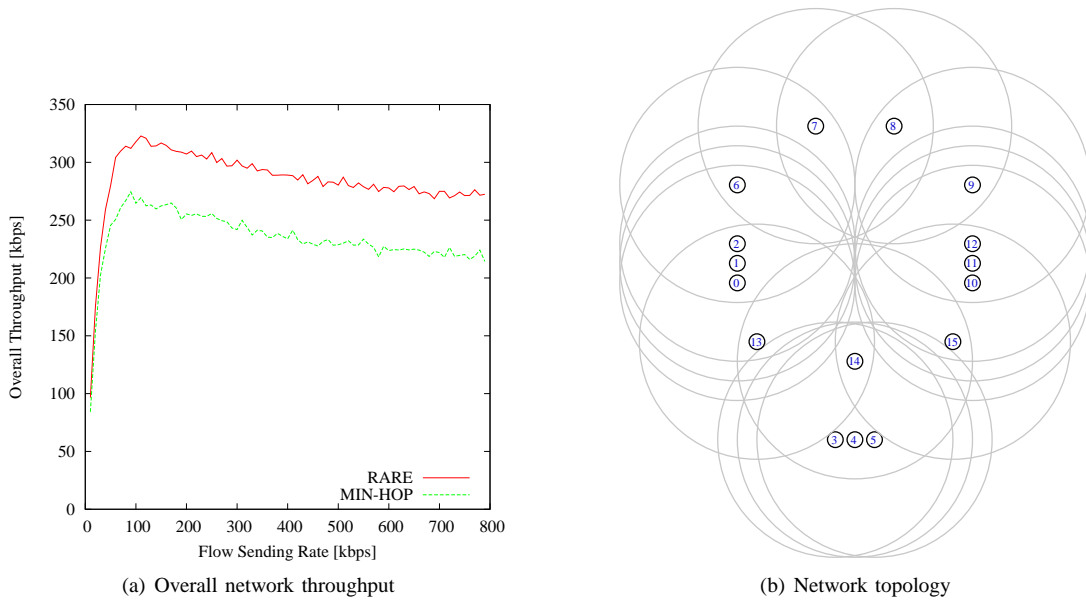 350
300
250
200
150
100
50
0
Overall Throughput [kbps]
RARE
MIN-HOP
0 100 200 300 400 500 600 700 800
Flow Sending Rate [kbps]
(a) Overall network throughput
7 8
6 9
2 12
1 11
0 10
13 15
14
3 4 5
(b) Network topology